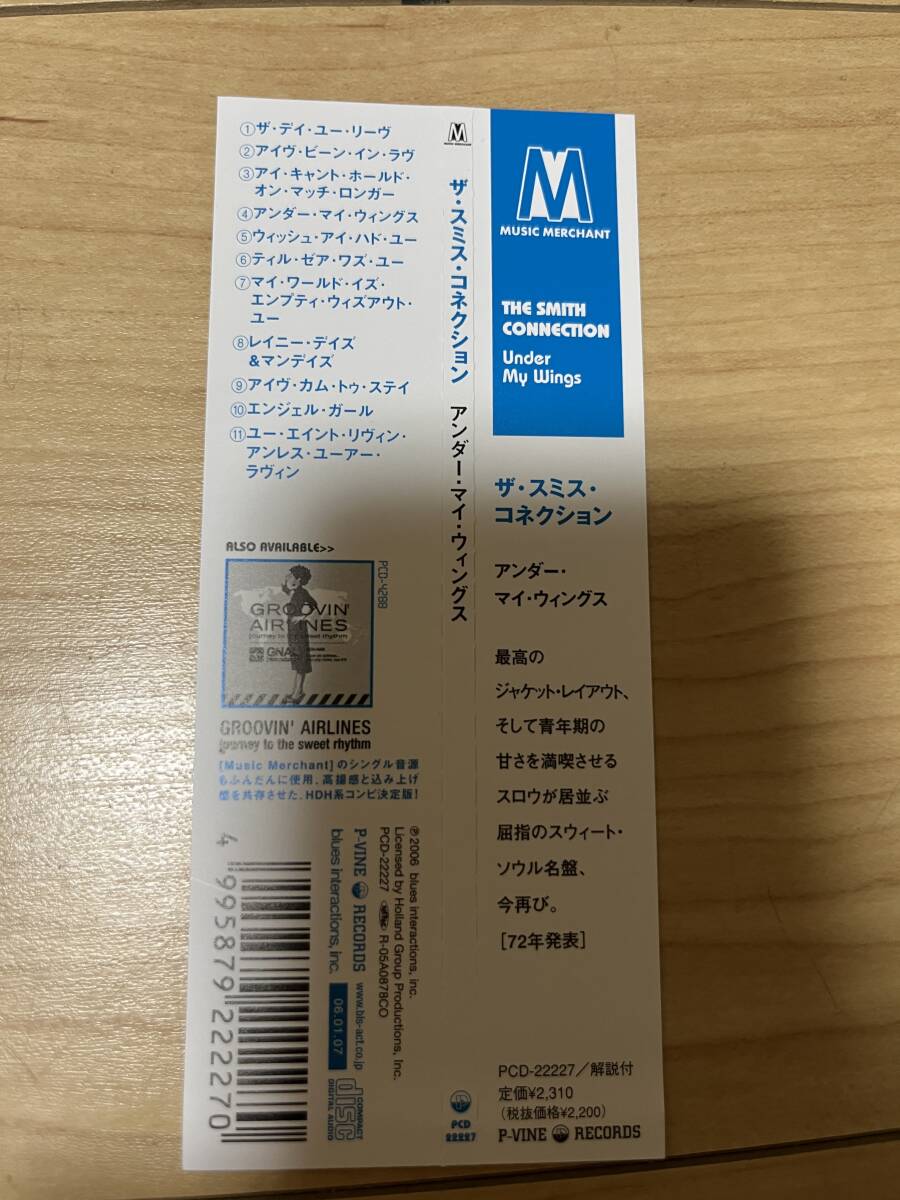 ①ザ・デイ・ユー・リーヴ
②アイヴ・ビーン・イン・ラヴ
③アイ・キャント・ホールド・
オン・マッチ・ロンガー
④アンダー・マイ・ウィングス
⑤ウィッシュ・アイ・ハド・ユー
⑥ティル・ゼア・ワズ・ユー
⑦マイ・ワールド・イズ・
エンプティ・ウィズアウト・
ユー
⑧レイニー・デイズ
&マンデイズ
⑨アイヴ・カム・トゥ・ステイ
⑩エンジェル・ガール
⑪ユー・エイント・リヴィン・
アンレス・ユーアー・
ラヴィン
ALSO AVAILABLE>>
PCD-4288
GROOVIN'
AIRLINES
journey to the sweet rhythm
GNAL
GROOVIN' AIRLINES
journey to the sweet rhythm
[Music Merchant]のシングル音源
もふんだんに使用、高揚感と込み上げ
感を共存させた、HDH系コンピ決定版!
4 995879 222270
℗2006 blues interactions, inc.
Licensed by Holland Group Productions, Inc.
PCD-22227 R-05A0878CO
P-VINE RECORDS www.bls-act.co.jp
blues interactions, inc. 06.01.07
COMPACT
disc
DIGITAL AUDIO
M
MUSIC MERCHANT
ザ・スミス・コネクション アンダー・マイ・ウィングス
PCD
22227
M
MUSIC MERCHANT
THE SMITH
CONNECTION
Under
My Wings
ザ・スミス・
コネクション
アンダー・
マイ・ウィングス
最高の
ジャケット・レイアウト、
そして青年期の
甘さを満喫させる
スロウが居並ぶ
屈指のスウィート・
ソウル名盤、
今再び。
[72年発表]
PCD-22227／解説付
定価¥2,310
(税抜価格¥2,200)
P-VINE RECORDS